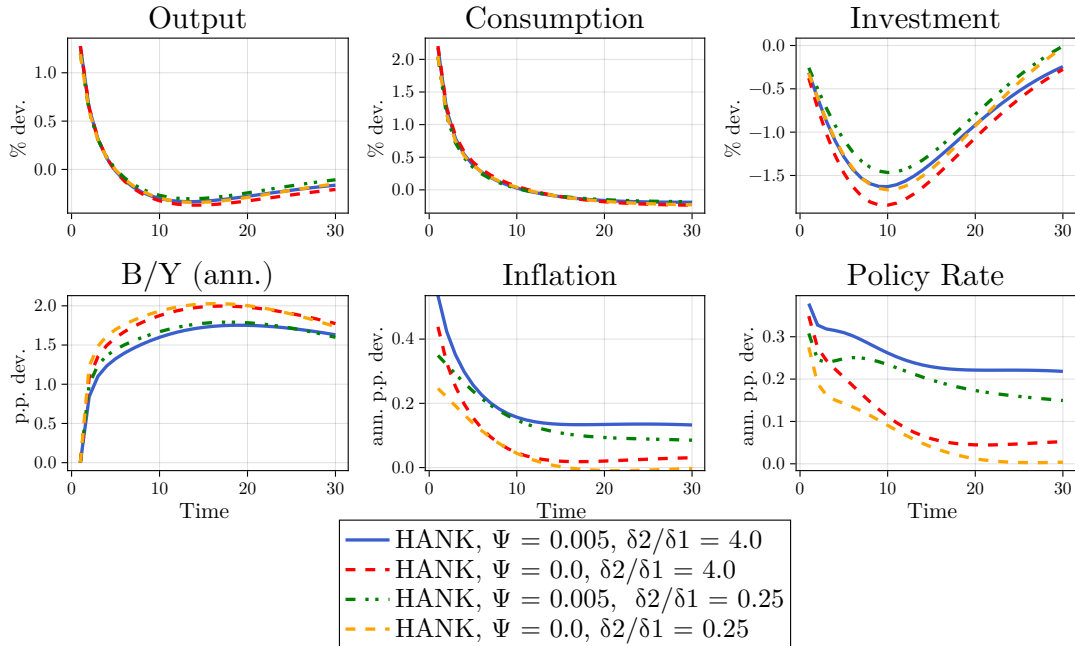 Output
Consumption
Investment
% dev.
1.0
0.5
0.0
0
10
20
30
% dev.
2.0
1.5
1.0
0.5
0.0
0
10
20
30
% dev.
0.0
−0.5
−1.0
−1.5
0
10
20
30
B/Y (ann.)
Inflation
Policy Rate
p.p. dev.
2.0
1.5
1.0
0.5
0.0
0
10
20
30
Time
ann. p.p. dev.
0.4
0.2
0.0
0
10
20
30
Time
ann. p.p. dev.
0.3
0.2
0.1
0.0
0
10
20
30
Time
HANK, Ψ = 0.005, δ2/δ1 = 4.0
HANK, Ψ = 0.0, δ2/δ1 = 4.0
HANK, Ψ = 0.005, δ2/δ1 = 0.25
HANK, Ψ = 0.0, δ2/δ1 = 0.25